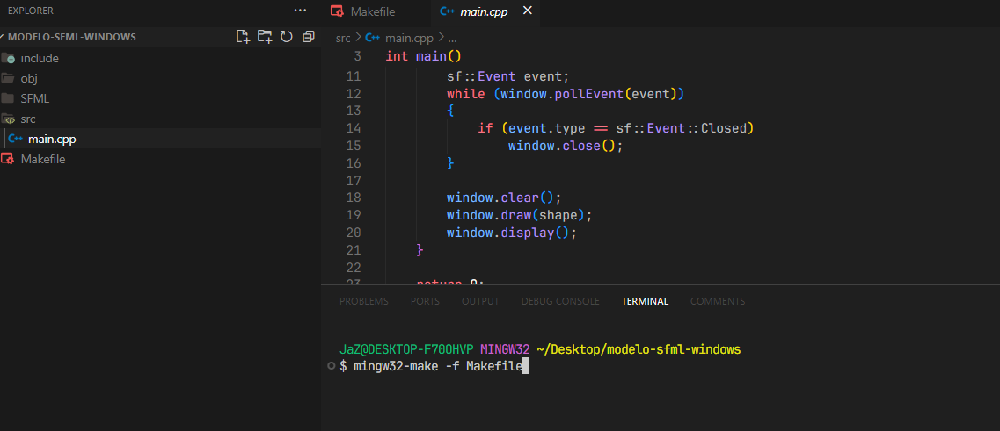 EXPLORER ...
MODELO-SFML-WINDOWS
include
obj
SFML
src
main.cpp
Makefile
Makefile main.cpp
src > main.cpp > ...
3 int main()
11 sf::Event event;
12 while (window.pollEvent(event))
13 {
14 if (event.type == sf::Event::Closed)
15 window.close();
16 }
17
18 window.clear();
19 window.draw(shape);
20 window.display();
21 }
22
23 return 0;
PROBLEMS PORTS OUTPUT DEBUG CONSOLE TERMINAL COMMENTS
JaZ@DESKTOP-F70OHVP MINGW32 ~/Desktop/modelo-sfml-windows
$ mingw32-make -f Makefile